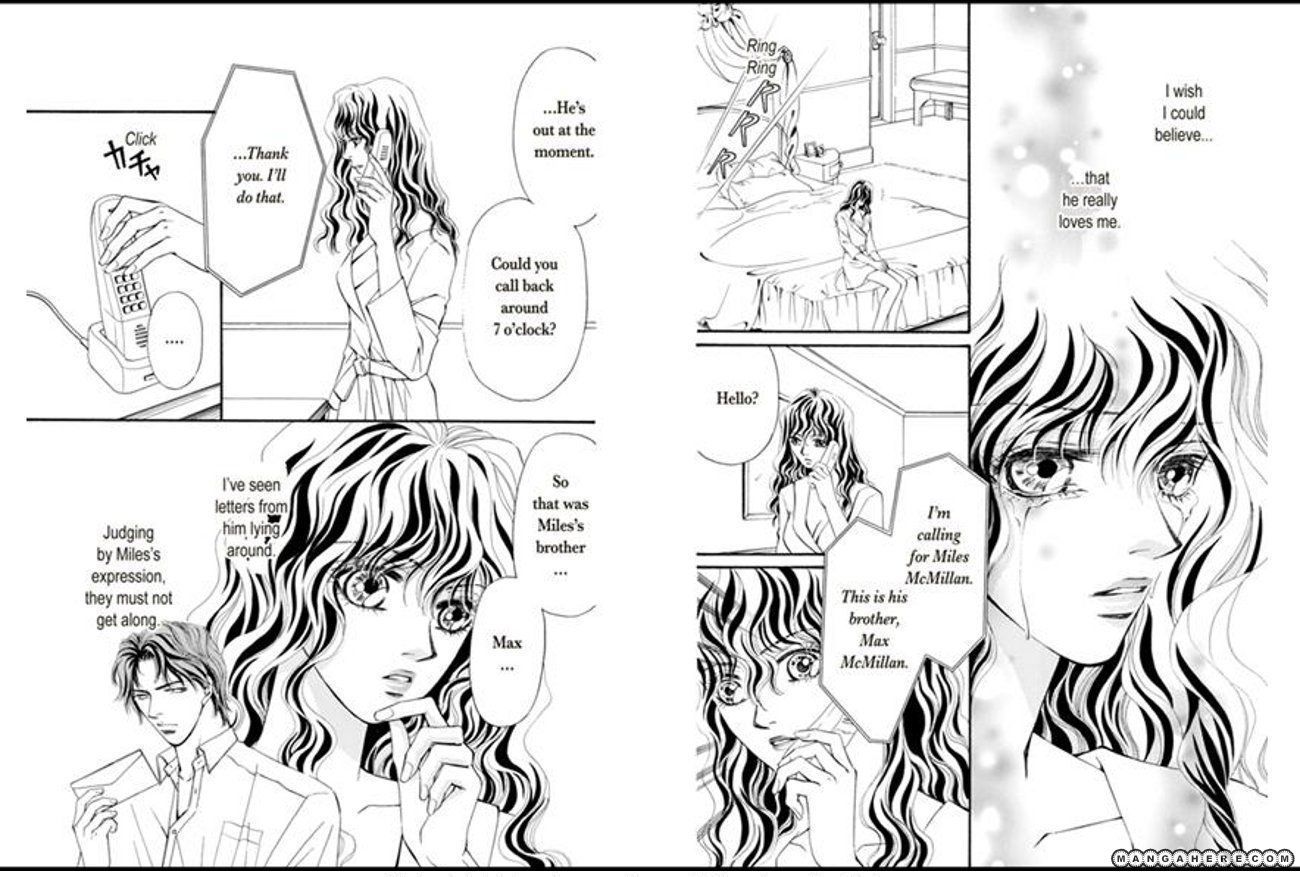 I wish
I could
believe...
...that
he really
loves me.
Ring
Ring
RRR
Hello?
I'm
calling
for Miles
McMillan.
This is his
brother,
Max
McMillan.
...He's
out at the
moment.
Could you
call back
around
7 o'clock?
...Thank
you. I'll
do that.
Click
カチャ
....
So
that was
Miles's
brother
...
Max
...
I've seen
letters from
him lying
around.
Judging
by Miles's
expression,
they must not
get along.
MANGAHERE.COM